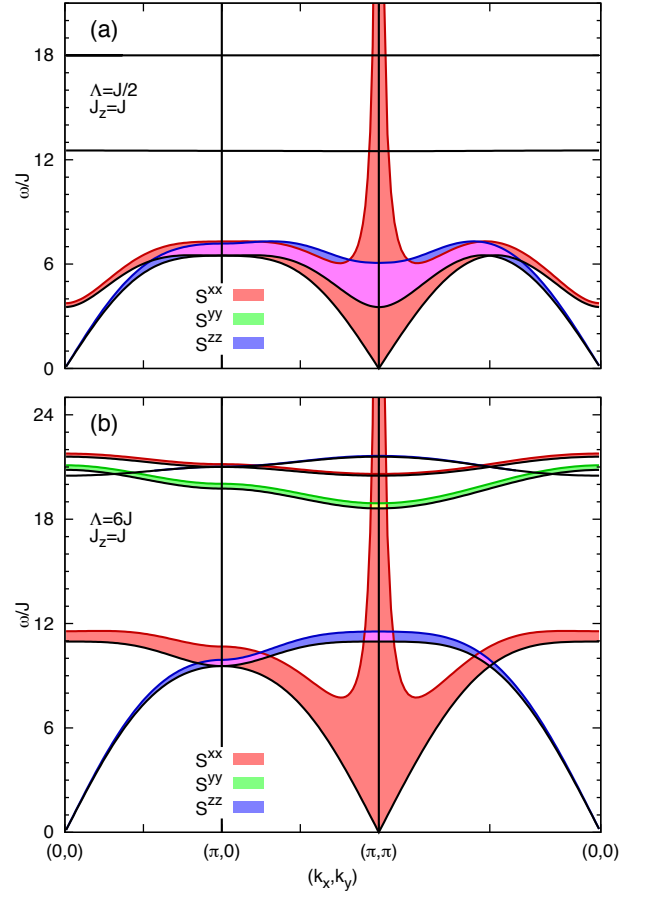 (a)
18
Λ=J/2
J_z=J
12
ω/J
6
S^xx
S^yy
S^zz
0
(b)
24
18
Λ=6J
J_z=J
12
ω/J
6
S^xx
S^yy
S^zz
0
(0,0) (π,0) (π,π) (0,0)
(k_x,k_y)